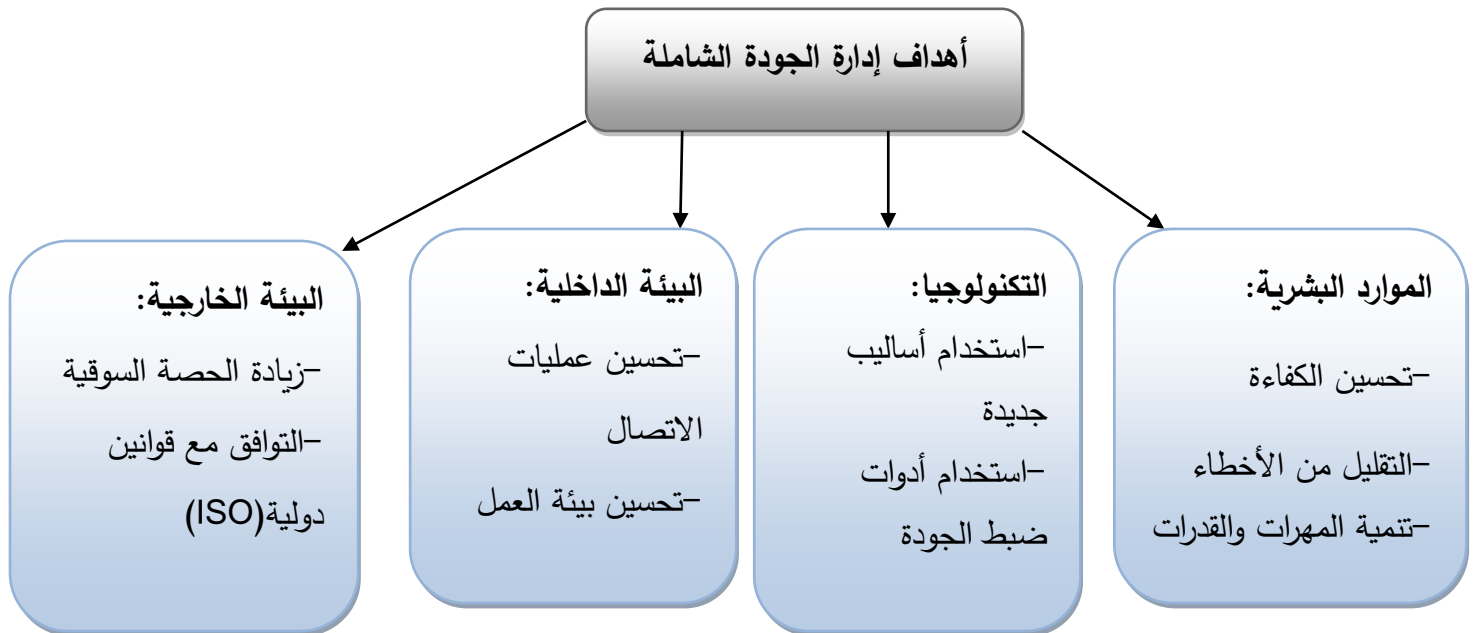 أهداف إدارة الجودة الشاملة
الموارد البشرية:
-تحسين الكفاءة
-التقليل من الأخطاء
-تنمية المهرات والقدرات
التكنولوجيا:
-استخدام أساليب
جديدة
-استخدام أدوات
ضبط الجودة
البيئة الداخلية:
-تحسين عمليات
الاتصال
-تحسين بيئة العمل
البيئة الخارجية:
-زيادة الحصة السوقية
-التوافق مع قوانين
دولية(ISO)